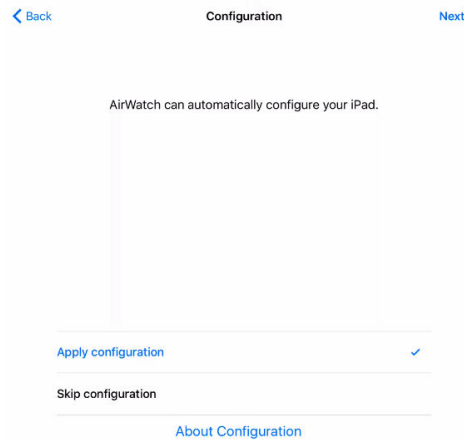 Back
Configuration
Next
AirWatch can automatically configure your iPad.
Apply configuration
Skip configuration
About Configuration